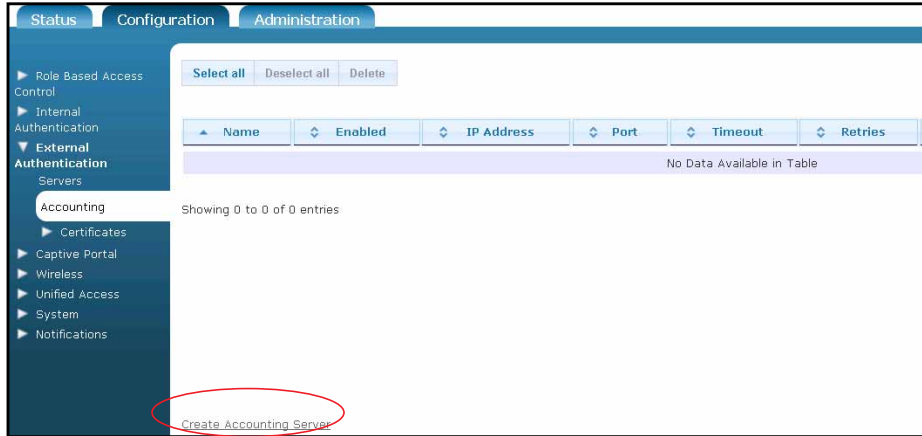 Status Configuration Administration
Role Based Access
Control
Internal
Authentication
External
Authentication
Servers
Accounting
Certificates
Captive Portal
Wireless
Unified Access
System
Notifications
Select all Deselect all Delete
Name Enabled IP Address Port Timeout Retries
No Data Available in Table
Showing 0 to 0 of 0 entries
Create Accounting Server